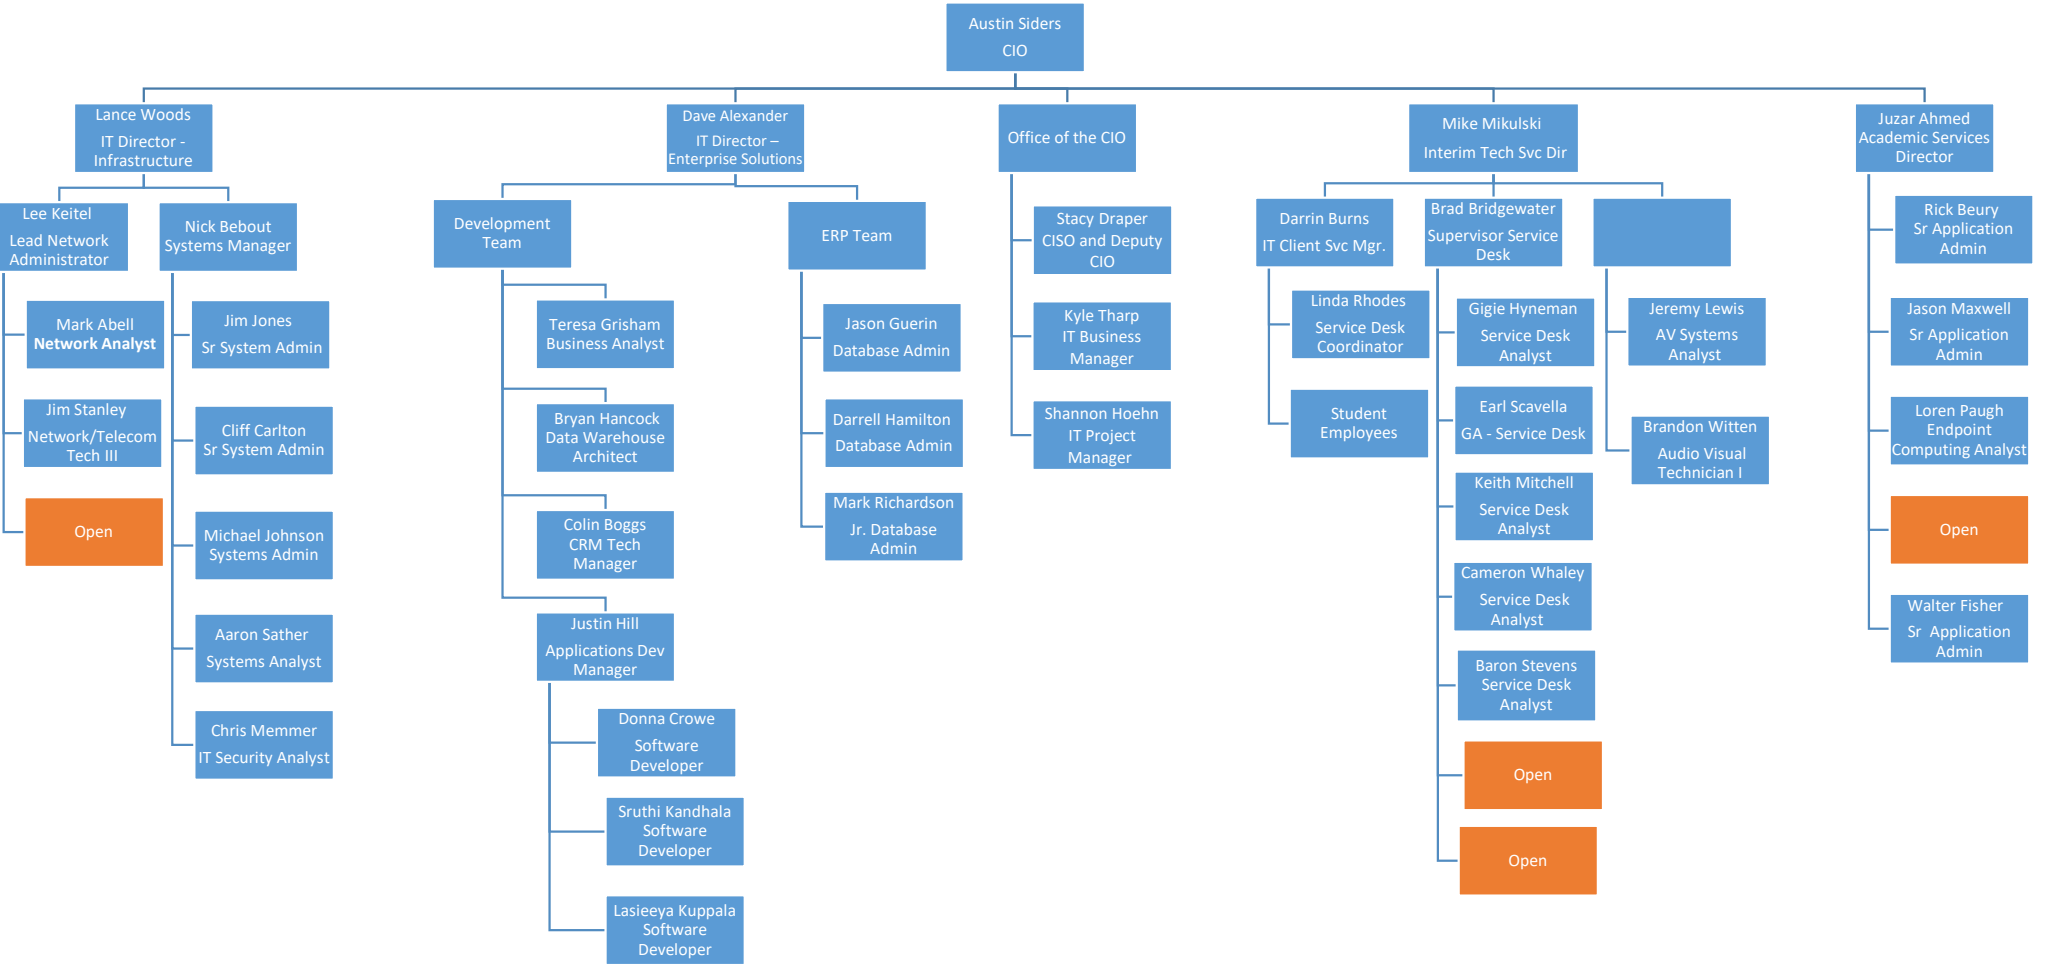 Austin Siders
CIO
Lance Woods
IT Director -
Infrastructure
Dave Alexander
IT Director –
Enterprise Solutions
Office of the CIO
Mike Mikulski
Interim Tech Svc Dir
Juzar Ahmed
Academic Services
Director
Lee Keitel
Lead Network
Administrator
Nick Bebout
Systems Manager
Development
Team
ERP Team
Stacy Draper
CISO and Deputy
CIO
Darrin Burns
IT Client Svc Mgr.
Brad Bridgewater
Supervisor Service
Desk
Rick Beury
Sr Application
Admin
Mark Abell
Network Analyst
Jim Stanley
Network/Telecom
Tech III
Open
Jim Jones
Sr System Admin
Cliff Carlton
Sr System Admin
Michael Johnson
Systems Admin
Aaron Sather
Systems Analyst
Chris Memmer
IT Security Analyst
Teresa Grisham
Business Analyst
Bryan Hancock
Data Warehouse
Architect
Colin Boggs
CRM Tech
Manager
Justin Hill
Applications Dev
Manager
Donna Crowe
Software
Developer
Sruthi Kandhala
Software
Developer
Lasieeya Kuppala
Software
Developer
Jason Guerin
Database Admin
Darrell Hamilton
Database Admin
Mark Richardson
Jr. Database
Admin
Kyle Tharp
IT Business
Manager
Shannon Hoehn
IT Project
Manager
Linda Rhodes
Service Desk
Coordinator
Student
Employees
Gigie Hyneman
Service Desk
Analyst
Earl Scavella
GA - Service Desk
Keith Mitchell
Service Desk
Analyst
Cameron Whaley
Service Desk
Analyst
Baron Stevens
Service Desk
Analyst
Open
Open
Jeremy Lewis
AV Systems
Analyst
Brandon Witten
Audio Visual
Technician I
Jason Maxwell
Sr Application
Admin
Loren Paugh
Endpoint
Computing Analyst
Open
Walter Fisher
Sr Application
Admin